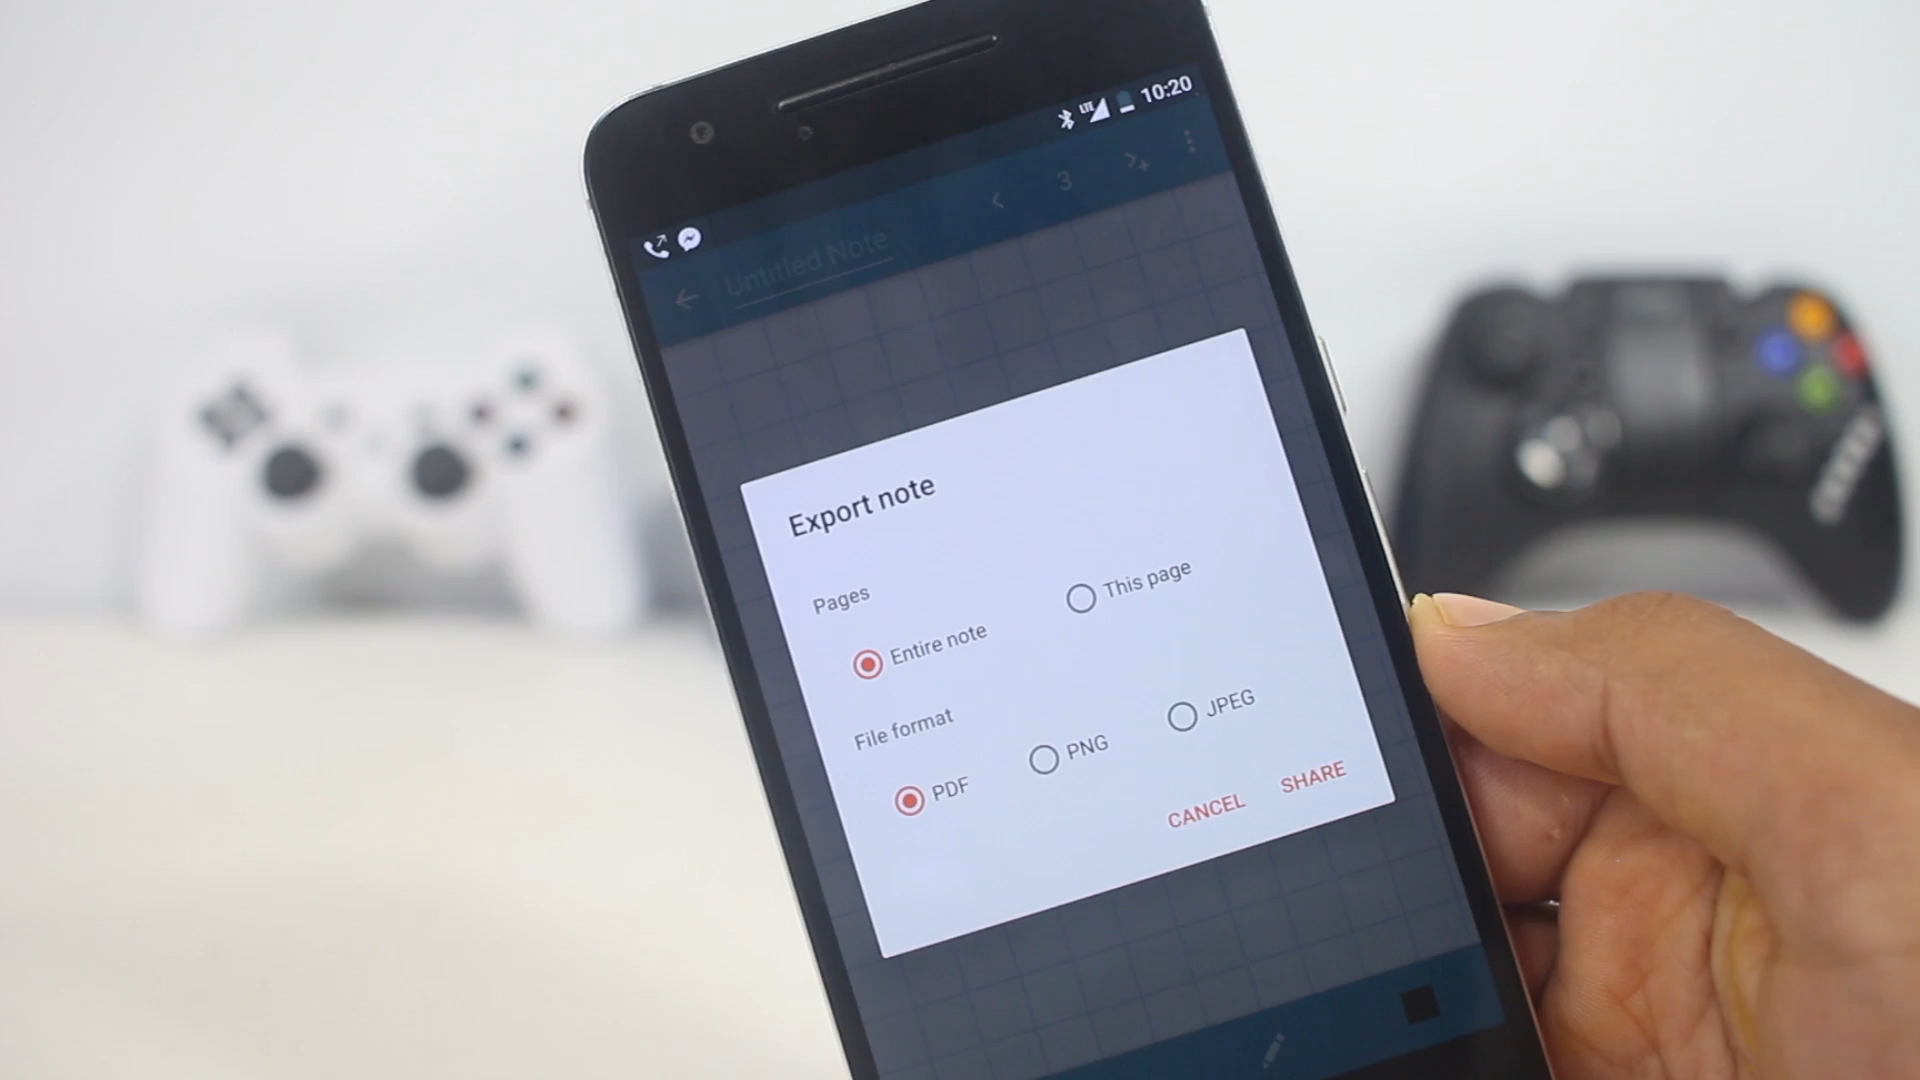 LTE 10:20
Untitled Note
3
Export note
Pages
Entire note
This page
File format
PDF
PNG
JPEG
CANCEL
SHARE